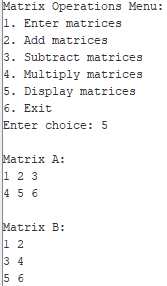 Matrix Operations Menu:
1. Enter matrices
2. Add matrices
3. Subtract matrices
4. Multiply matrices
5. Display matrices
6. Exit
Enter choice: 5

Matrix A:
1 2 3
4 5 6

Matrix B:
1 2
3 4
5 6